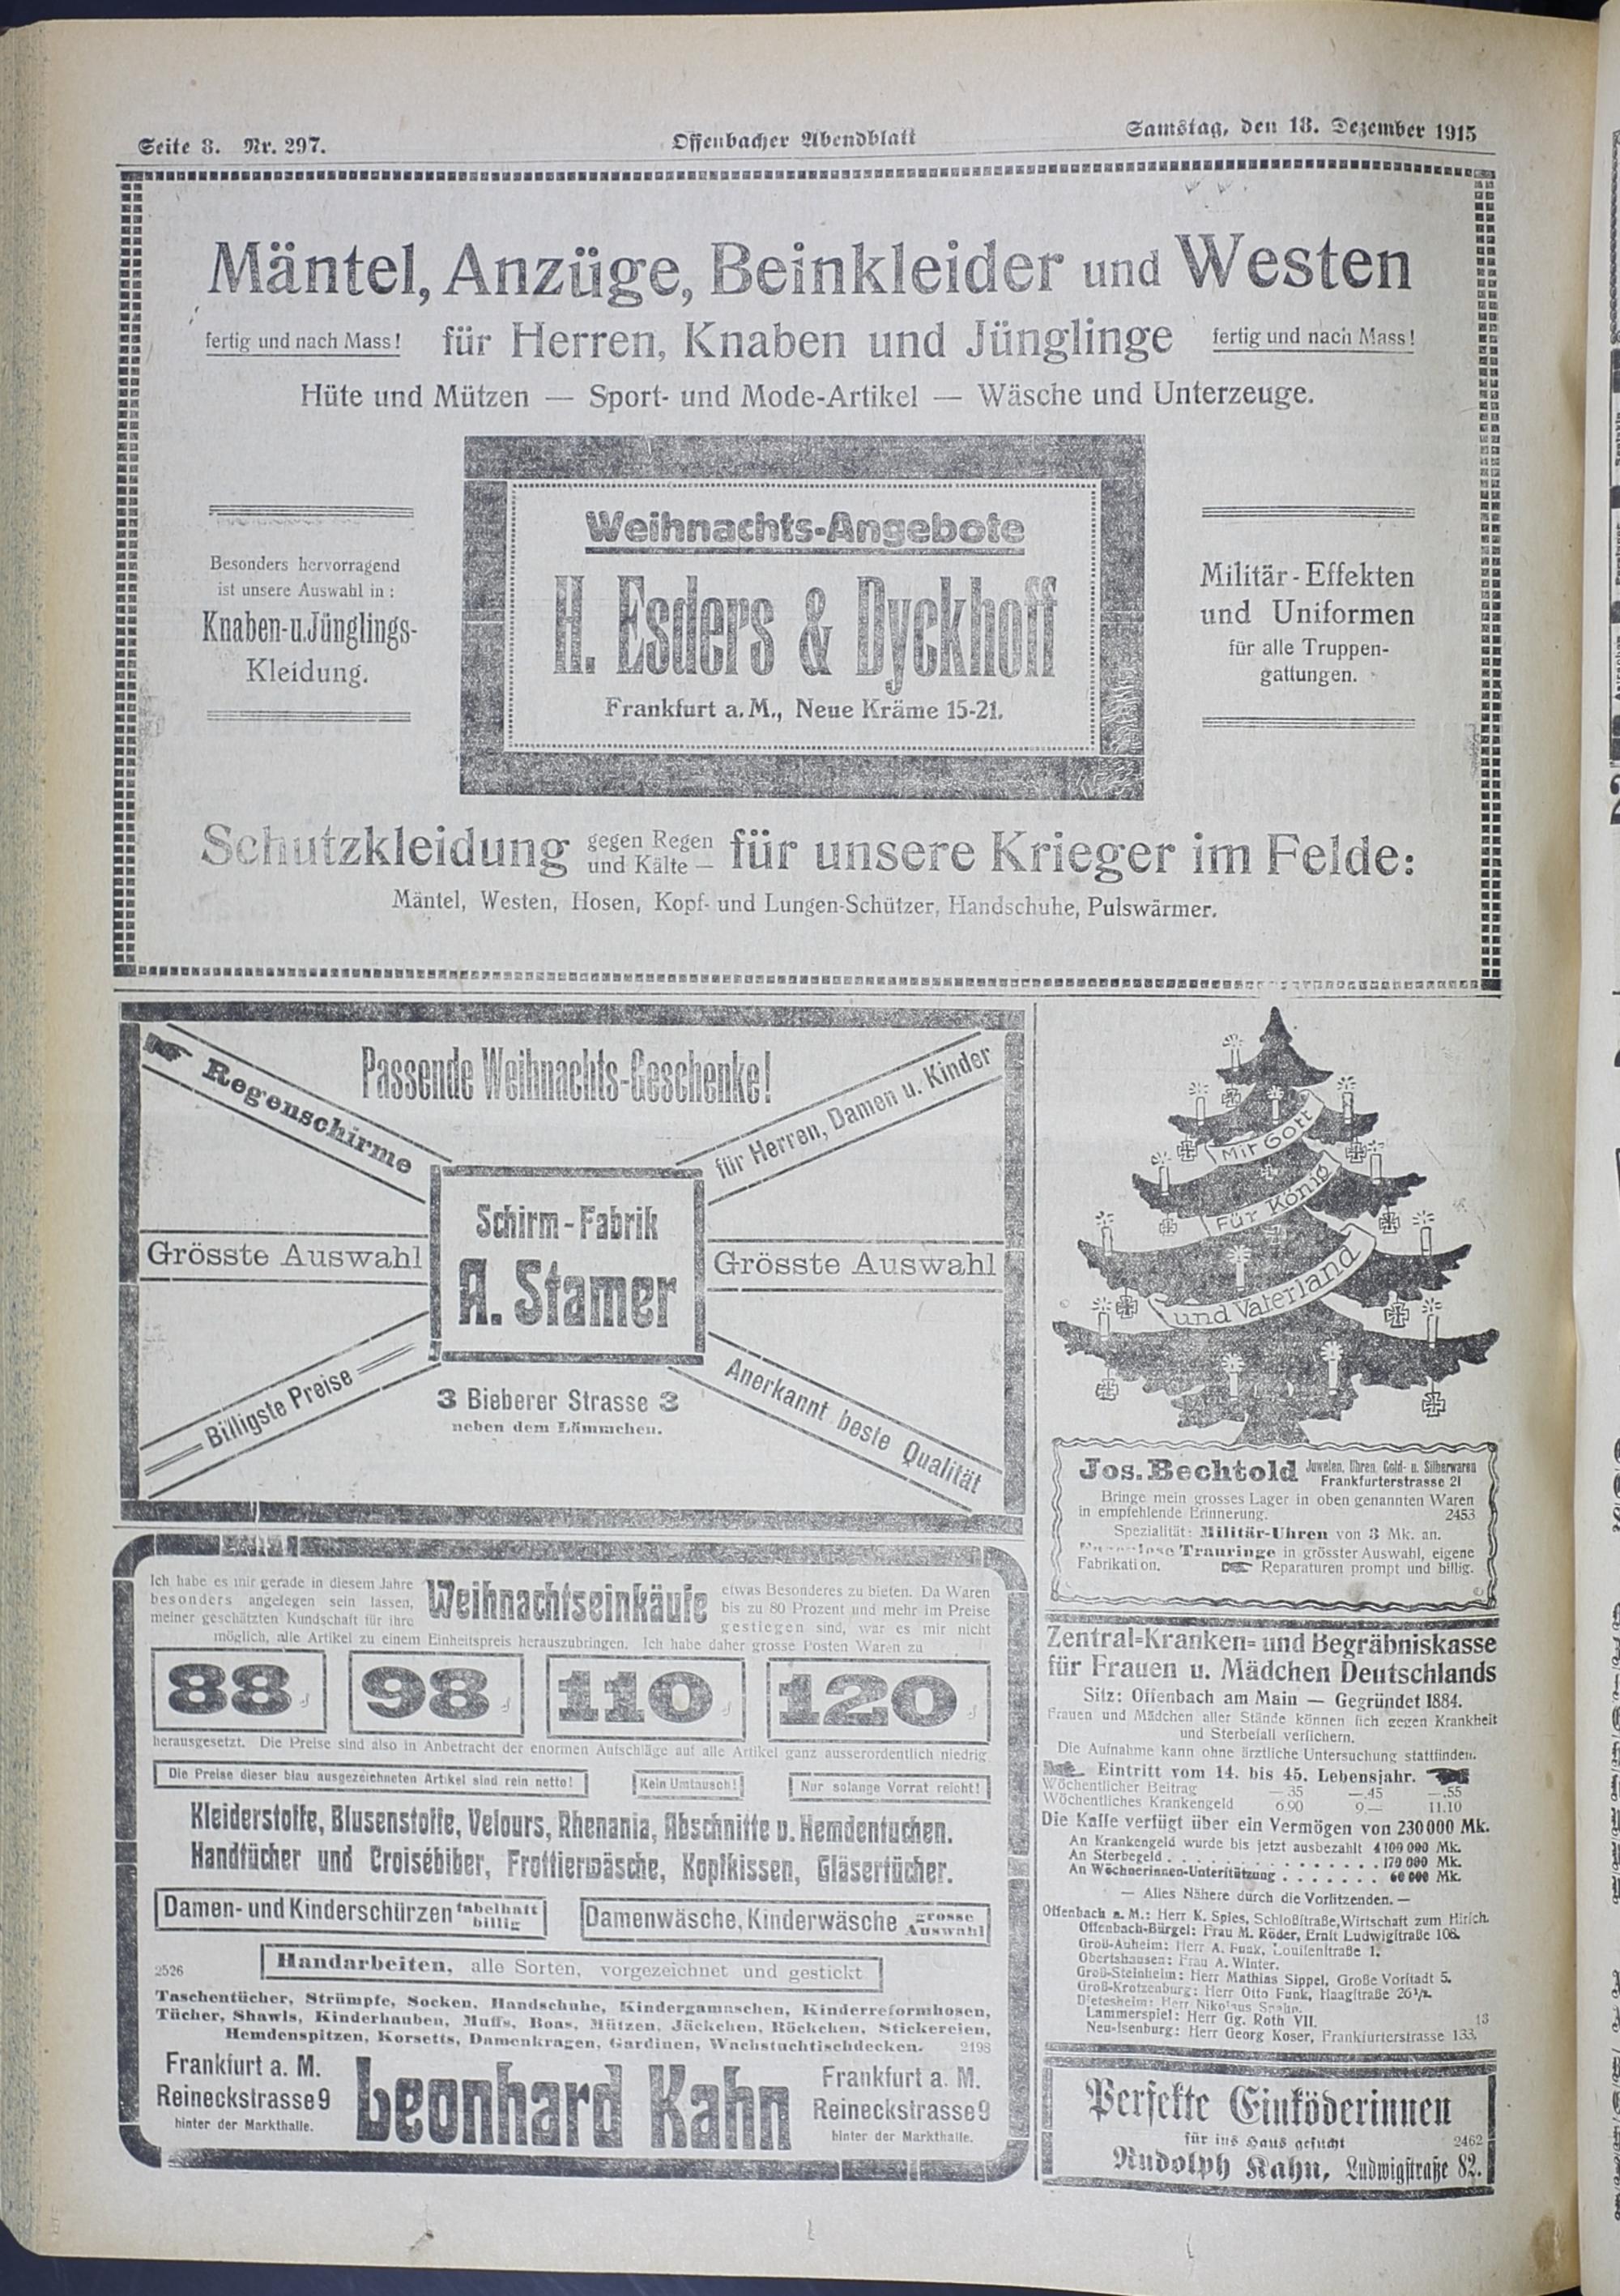 Seite 8. Nr. 297.
Offenbacher Abendblatt
Samstag, den 18. Dezember 1915
Mäntel, Anzüge, Beinkleider und Westen
fertig und nach Mass! für Herren, Knaben und Jünglinge fertig und nach Mass!
Hüte und Mützen — Sport- und Mode-Artikel — Wäsche und Unterzeuge.
Besonders hervorragend
ist unsere Auswahl in:
Knaben-u.Jünglings-
Kleidung.
Weihnachts-Angebote
H. Esders & Dyckhoff
Frankfurt a. M., Neue Kräme 15-21.
Militär-Effekten
und Uniformen
für alle Truppen-
gattungen.
Schutzkleidung gegen Regen und Kälte — für unsere Krieger im Felde:
Mäntel, Westen, Hosen, Kopf- und Lungen-Schützer, Handschuhe, Pulswärmer.
Passende Weihnachts-Geschenke!
Regenschirme
für Herren, Damen u. Kinder
Schirm-Fabrik
A. Stamer
Grösste Auswahl
Grösste Auswahl
Billigste Preise
Anerkannt beste Qualität
3 Bieberer Strasse 3
neben dem Lämmchen.
Ich habe es mir gerade in diesem Jahre
besonders angelegen sein lassen,
meiner geschätzten Kundschaft für ihre
Weihnachtseinkäufe
etwas Besonderes zu bieten. Da Waren
bis zu 80 Prozent und mehr im Preise
gestiegen sind, war es mir nicht
möglich, alle Artikel zu einem Einheitspreis herauszubringen. Ich habe daher grosse Posten Waren zu
88 98 110 120
herausgesetzt. Die Preise sind also in Anbetracht der enormen Aufschläge auf alle Artikel ganz ausserordentlich niedrig.
Die Preise dieser blau ausgezeichneten Artikel sind rein netto!
Kein Umtausch!
Nur solange Vorrat reicht!
Kleiderstoffe, Blusenstoffe, Velours, Rhenania, Abschnitte v. Hemdentuchen.
Handtücher und Croisébiber, Frottierwäsche, Kopfkissen, Gläsertücher.
Damen- und Kinderschürzen fabelhaft billig
Damenwäsche, Kinderwäsche grosse Auswahl
2526
Handarbeiten, alle Sorten, vorgezeichnet und gestickt
Taschentücher, Strümpfe, Socken, Handschuhe, Kindergamaschen, Kinderreformhosen,
Tücher, Shawls, Kinderhauben, Muffs, Boas, Mützen, Jäckchen, Röckchen, Stickereien,
Hemdenspitzen, Korsetts, Damenkragen, Gardinen, Wachstuchtischdecken. 2198
Frankfurt a. M.
Reineckstrasse 9
hinter der Markthalle.
Leonhard Kahn
Frankfurt a. M.
Reineckstrasse 9
hinter der Markthalle.
Mit Gott
Für König
und Vaterland
Jos. Bechtold Juwelen, Uhren, Gold- u. Silberwaren
Frankfurterstrasse 21
Bringe mein grosses Lager in oben genannten Waren
in empfehlende Erinnerung. 2453
Spezialität: Militär-Uhren von 3 Mk. an.
Trauringe in grösster Auswahl, eigene
Fabrikation. Reparaturen prompt und billig.
Zentral-Kranken- und Begräbniskasse
für Frauen u. Mädchen Deutschlands
Sitz: Offenbach am Main — Gegründet 1884.
Frauen und Mädchen aller Stände können sich gegen Krankheit
und Sterbefall versichern.
Die Aufnahme kann ohne ärztliche Untersuchung stattfinden.
Eintritt vom 14. bis 45. Lebensjahr.
Wöchentlicher Beitrag —.35 —.45 —.55
Wöchentliches Krankengeld 6.90 9.— 11.10
Die Kasse verfügt über ein Vermögen von 230000 Mk.
An Krankengeld wurde bis jetzt ausbezahlt 4 100 000 Mk.
An Sterbegeld . . . . . . . . . . . . . . 170 000 Mk.
An Wöchnerinnen-Unterstützung . . . . . . . 60 000 Mk.
— Alles Nähere durch die Vorsitzenden. —
Offenbach a. M.: Herr K. Spies, Schloßstraße, Wirtschaft zum Hirsch.
Offenbach-Bürgel: Frau M. Röder, Ernst Ludwigstraße 106.
Groß-Auheim: Herr A. Funk, Louisenstraße 1.
Obertshausen: Frau A. Winter.
Groß-Steinheim: Herr Mathias Sippel, Große Vorstadt 5.
Groß-Krotzenburg: Herr Otto Funk, Haagstraße 26½.
Dietesheim: Herr Nikolaus Spahn.
Lammerspiel: Herr Gg. Roth VII. 13
Neu-Isenburg: Herr Georg Koser, Frankfurterstrasse 133.
Perfekte Einköderinnen
für ins Haus gesucht 2462
Rudolph Kahn, Ludwigstraße 82.